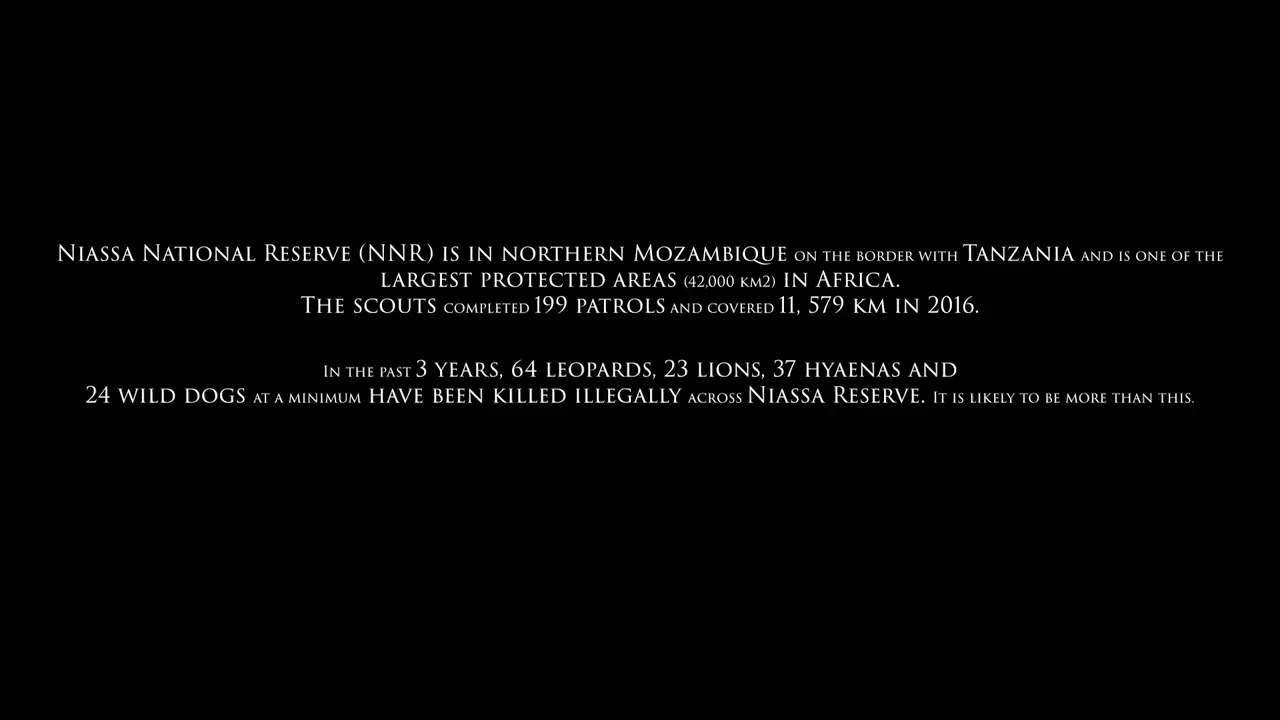 Niassa National Reserve (NNR) is in northern Mozambique on the border with Tanzania and is one of the
largest protected areas (42,000 km2) in Africa.
The scouts completed 199 patrols and covered 11, 579 km in 2016.
In the past 3 years, 64 leopards, 23 lions, 37 hyaenas and
24 wild dogs at a minimum have been killed illegally across Niassa Reserve. It is likely to be more than this.